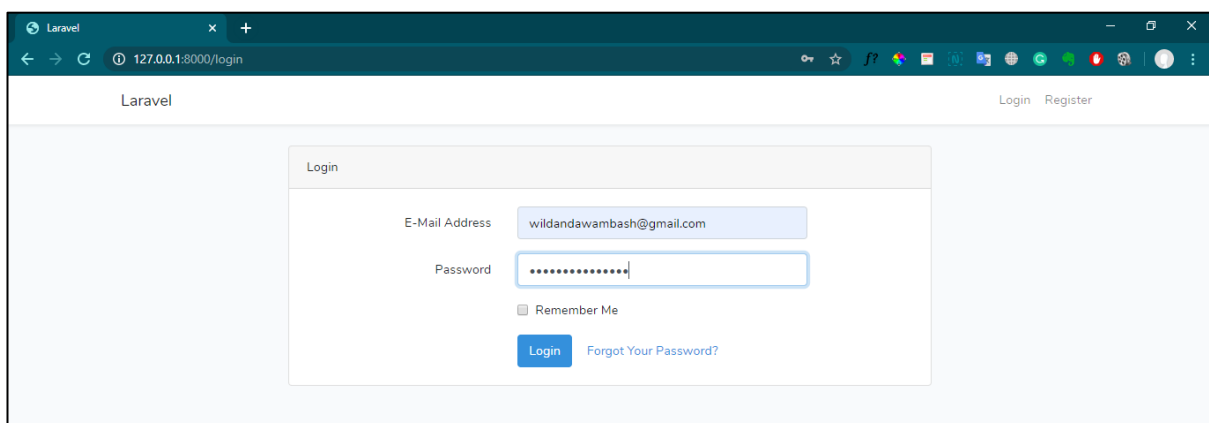 Laravel
127.0.0.1:8000/login
Laravel
Login Register
Login
E-Mail Address wildandawambash@gmail.com
Password •••••••••••••••
Remember Me
Login Forgot Your Password?